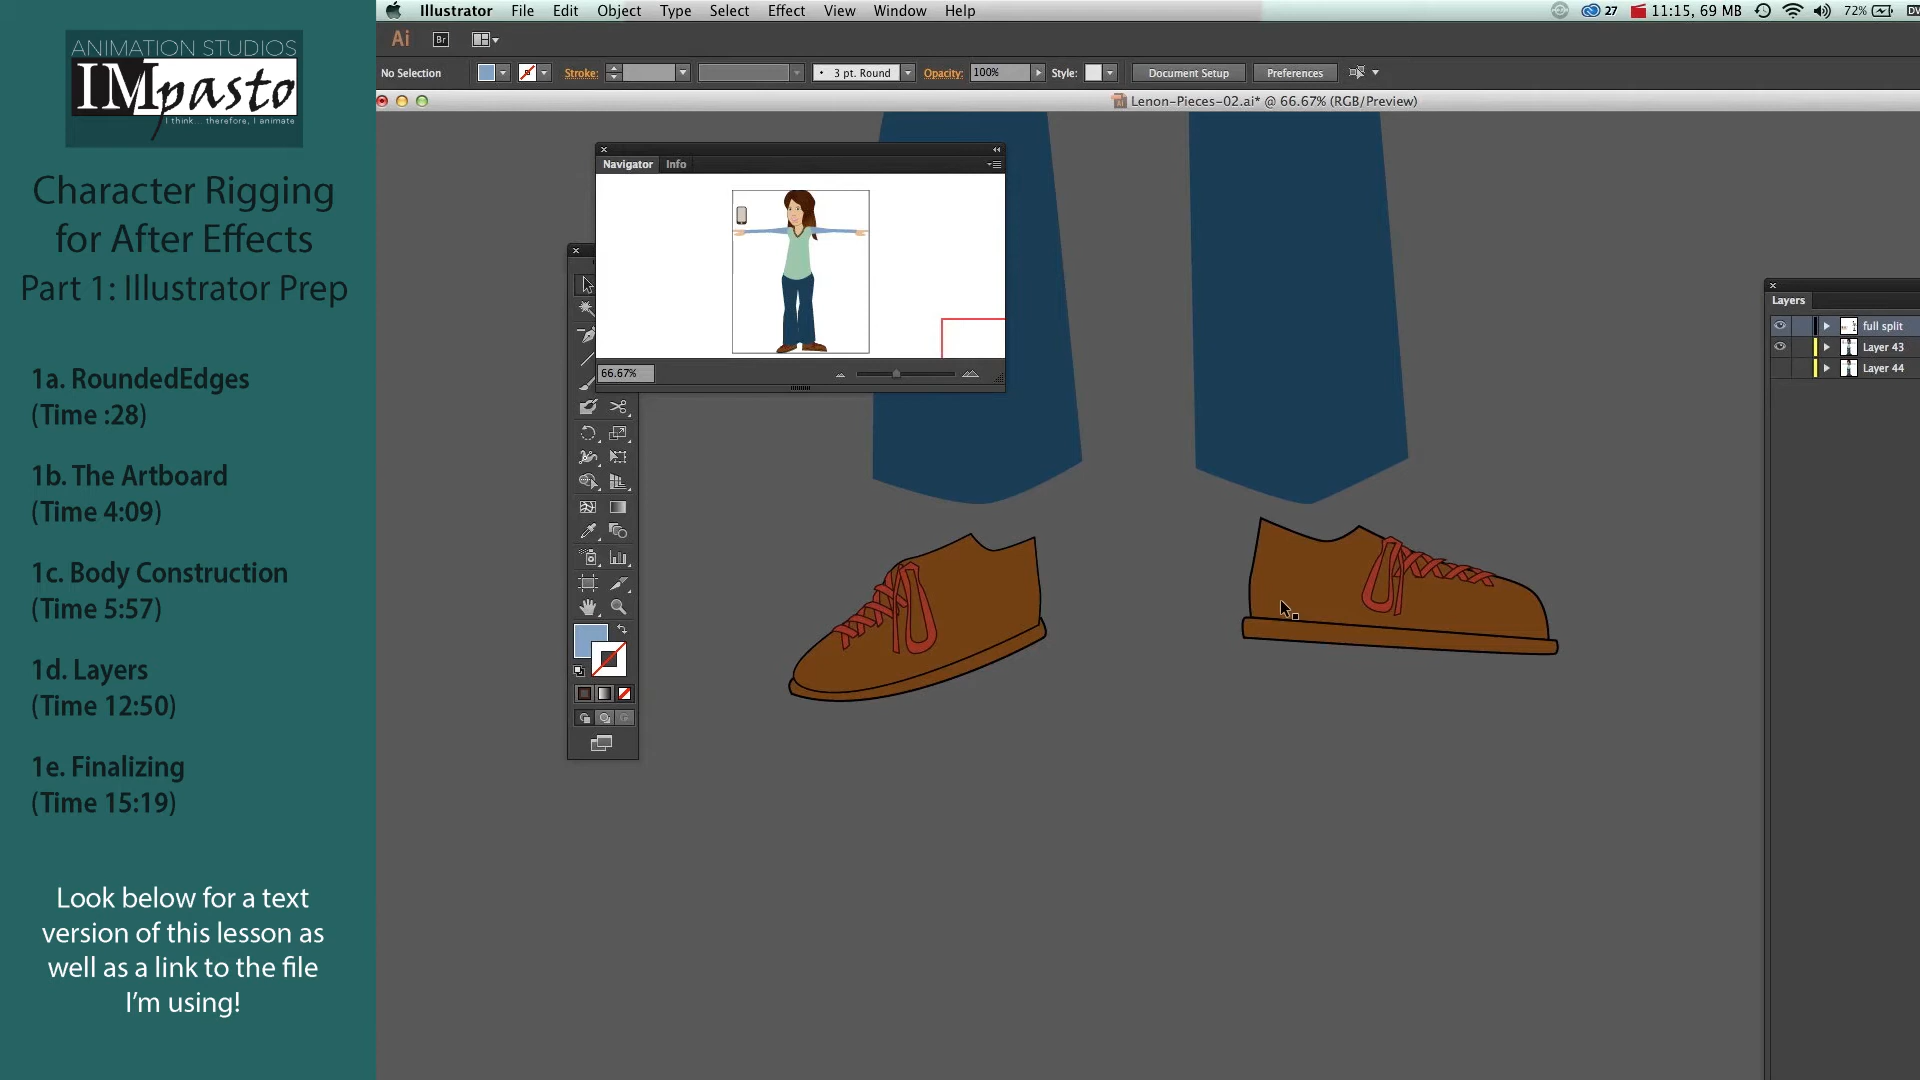 ANIMATION STUDIOS
IMpasto
I think... therefore, I animate
Character Rigging
for After Effects
Part 1: Illustrator Prep
1a. RoundedEdges
(Time :28)
1b. The Artboard
(Time 4:09)
1c. Body Construction
(Time 5:57)
1d. Layers
(Time 12:50)
1e. Finalizing
(Time 15:19)
Look below for a text
version of this lesson as
well as a link to the file
I'm using!
Illustrator File Edit Object Type Select Effect View Window Help
27 11:15, 69 MB 72%
Ai Br
No Selection Stroke: 3 pt. Round Opacity: 100% Style: Document Setup Preferences
Lenon-Pieces-02.ai* @ 66.67% (RGB/Preview)
Navigator Info
66.67%
Layers
full split
Layer 43
Layer 44